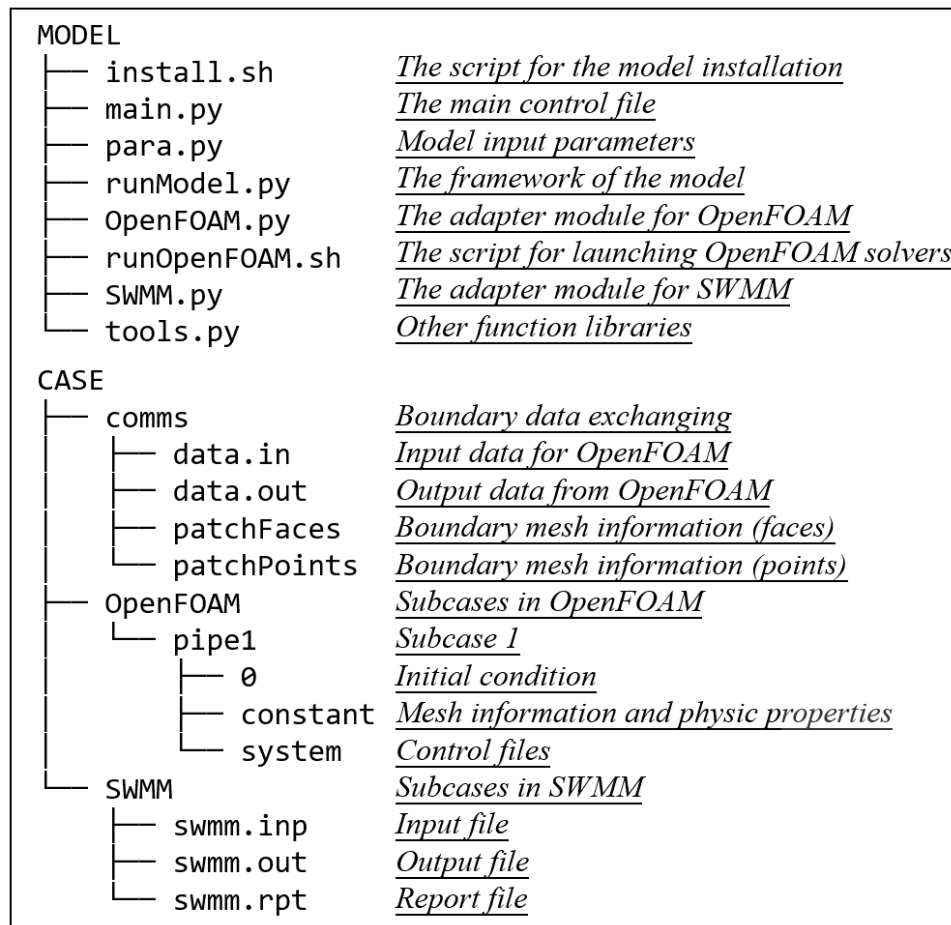 MODEL
├── install.sh The script for the model installation
├── main.py The main control file
├── para.py Model input parameters
├── runModel.py The framework of the model
├── OpenFOAM.py The adapter module for OpenFOAM
├── runOpenFOAM.sh The script for launching OpenFOAM solvers
├── SWMM.py The adapter module for SWMM
└── tools.py Other function libraries
CASE
├── comms Boundary data exchanging
│   ├── data.in Input data for OpenFOAM
│   ├── data.out Output data from OpenFOAM
│   ├── patchFaces Boundary mesh information (faces)
│   └── patchPoints Boundary mesh information (points)
├── OpenFOAM Subcases in OpenFOAM
│   └── pipe1 Subcase 1
│       ├── 0 Initial condition
│       ├── constant Mesh information and physic properties
│       └── system Control files
└── SWMM Subcases in SWMM
    ├── swmm.inp Input file
    ├── swmm.out Output file
    └── swmm.rpt Report file